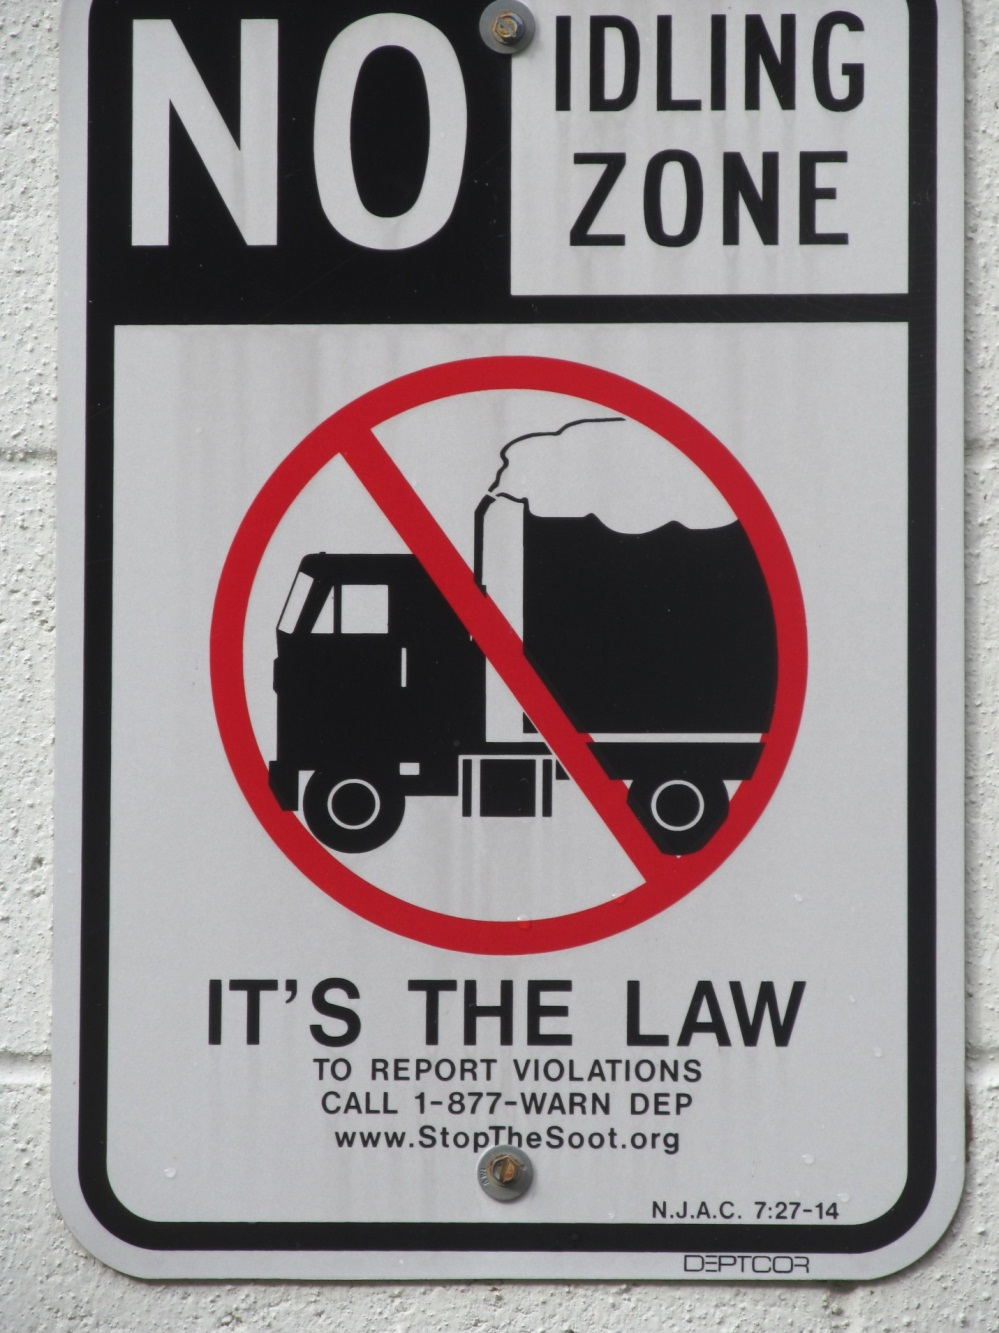 NO IDLING
ZONE
IT'S THE LAW
TO REPORT VIOLATIONS
CALL 1-877-WARN DEP
www.StopTheSoot.org
N.J.A.C. 7:27-14
DEPTCOR